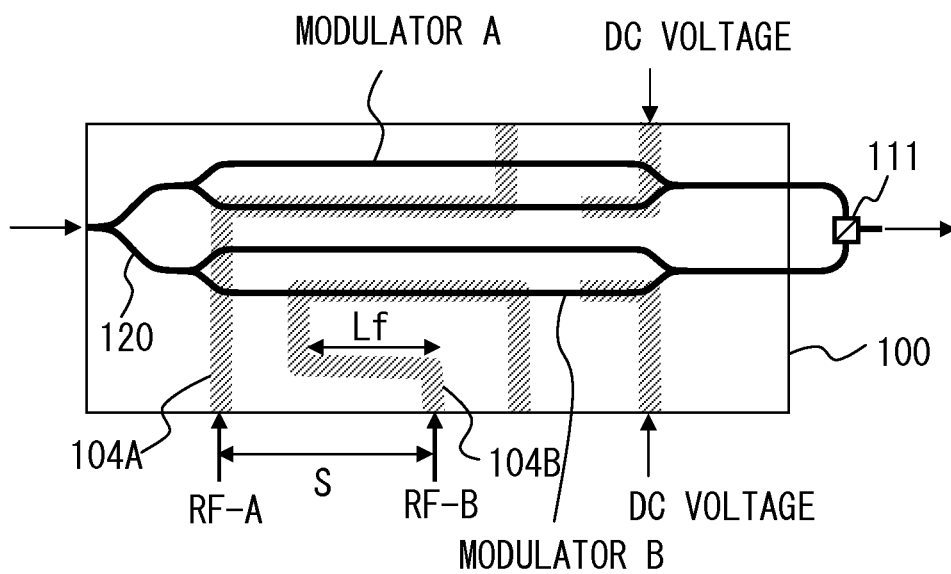 MODULATOR A
DC VOLTAGE
111
120
Lf
100
104A
S
104B
RF-A
RF-B
DC VOLTAGE
MODULATOR B